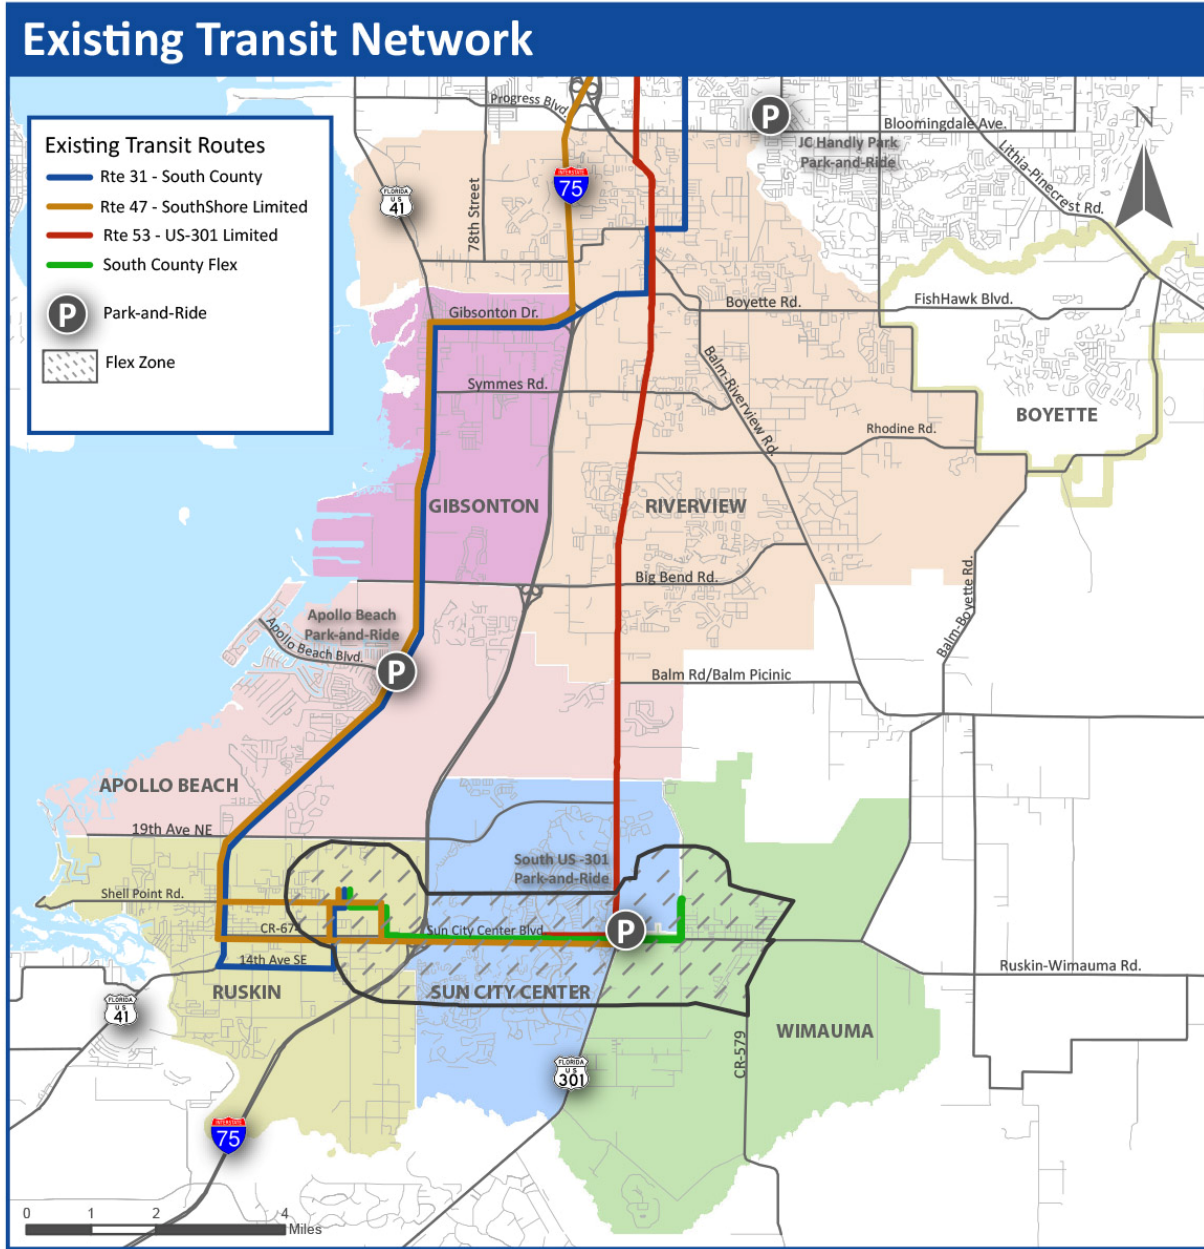 Existing Transit Network
Existing Transit Routes
Rte 31 - South County
Rte 47 - SouthShore Limited
Rte 53 - US-301 Limited
South County Flex
P
Park-and-Ride
Flex Zone
Progress Blvd.
P
JC Handly Park
Park-and-Ride
Bloomingdale Ave.
Lithia-Pinecrest Rd.
N
FLORIDA
US
41
78th Street
INTERSTATE
75
Gibsonton Dr.
Boyette Rd.
FishHawk Blvd.
Symmes Rd.
Balm-Riverview Rd.
BOYETTE
Rhodine Rd.
GIBSONTON
RIVERVIEW
Big Bend Rd.
Balm-Boyette Rd.
Apollo Beach
Park-and-Ride
Apollo Beach Blvd.
P
Balm Rd/Balm Picinic
APOLLO BEACH
19th Ave NE
South US -301
Park-and-Ride
Shell Point Rd.
CR-674
Sun City Center Blvd
P
14th Ave SE
Ruskin-Wimauma Rd.
RUSKIN
SUN CITY CENTER
FLORIDA
US
41
WIMAUMA
CR-579
FLORIDA
US
301
INTERSTATE
75
0 1 2 4
Miles